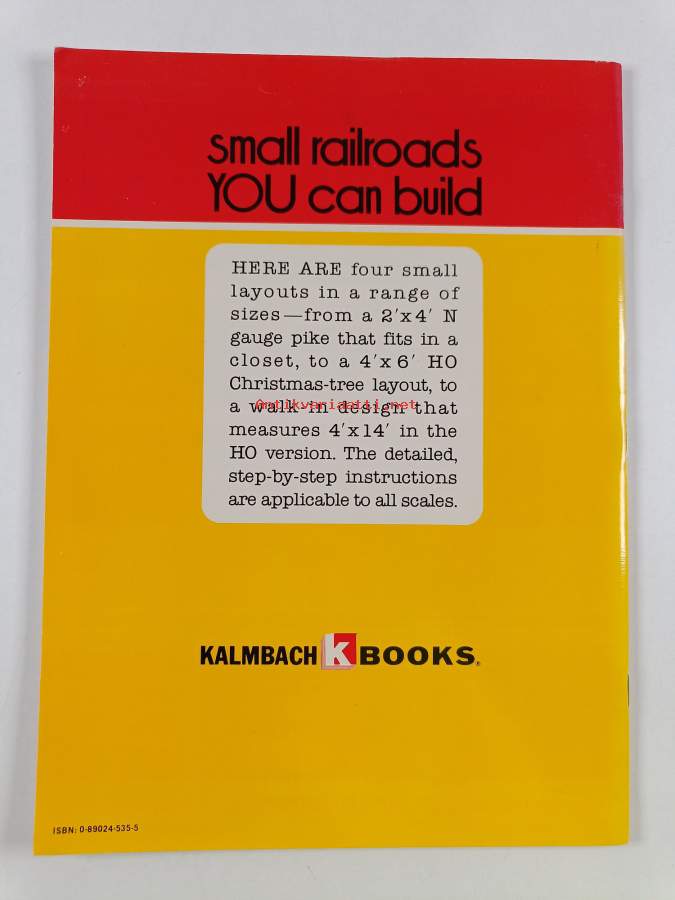 small railroads
YOU can build
HERE ARE four small
layouts in a range of
sizes—from a 2′x4′ N
gauge pike that fits in a
closet, to a 4′x6′ HO
Christmas-tree layout, to
a walk-in design that
Antikvariaatti.net
measures 4′x14′ in the
HO version. The detailed,
step-by-step instructions
are applicable to all scales.
KALMBACH K BOOKS.
ISBN: 0-89024-535-5